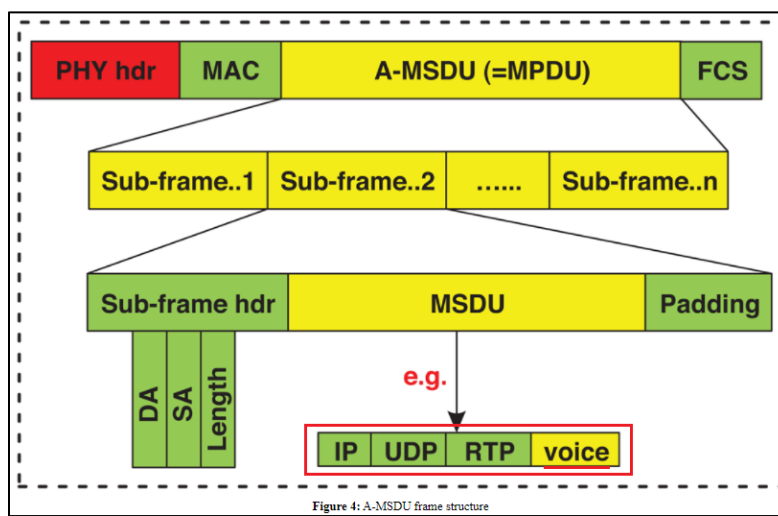 PHY hdr MAC A-MSDU (=MPDU) FCS
Sub-frame..1 Sub-frame..2 ...... Sub-frame..n
Sub-frame hdr MSDU Padding
DA
SA
Length
e.g.
IP UDP RTP voice
Figure 4: A-MSDU frame structure